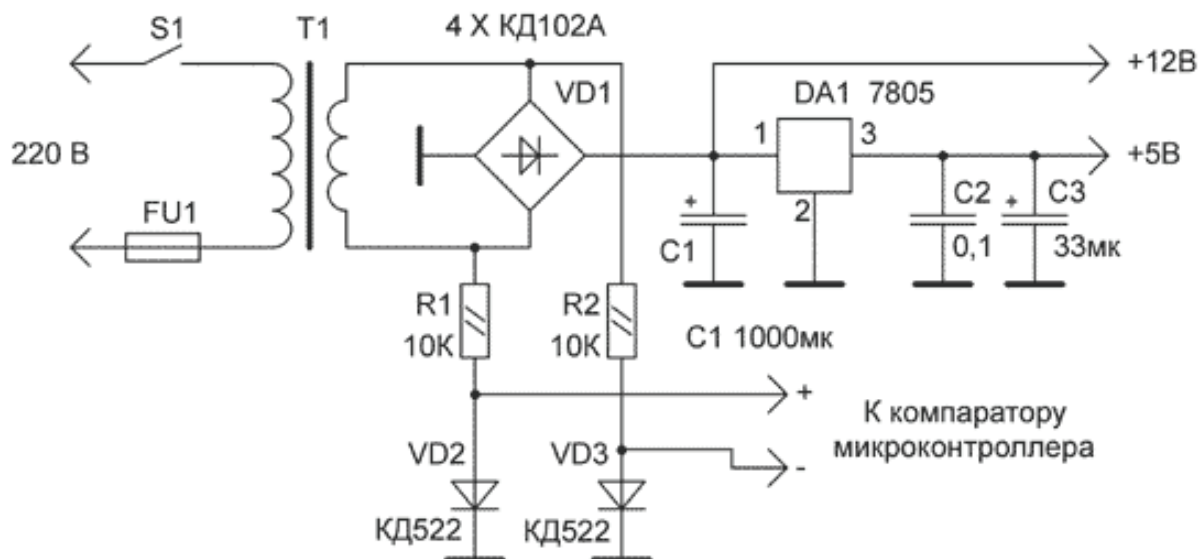 S1
T1
4 X КД102А
+12В
VD1
DA1 7805
1
3
220 В
+5В
FU1
+
2
C2
+
C3
C1
0,1
33мк
R1
R2
10К
10К
C1 1000мк
+
К компаратору
микроконтроллера
VD2
VD3
-
КД522
КД522